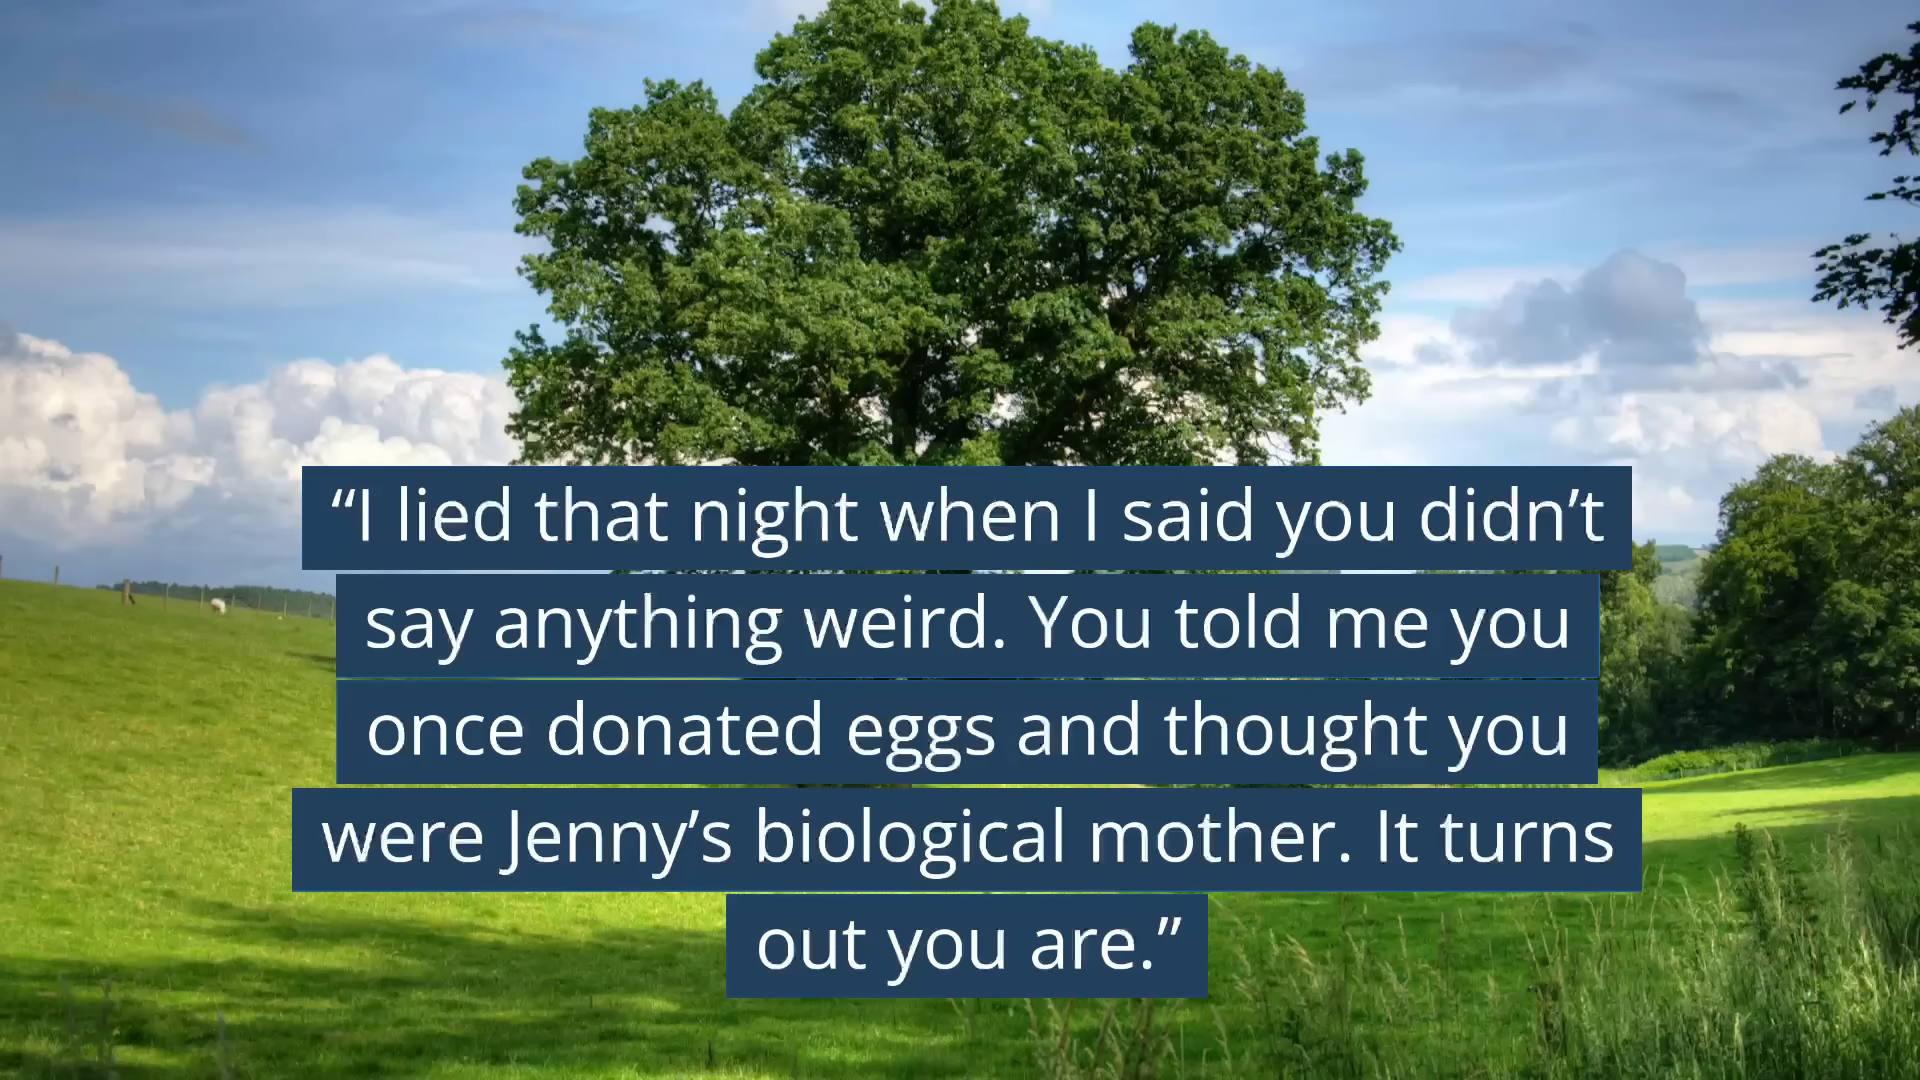 “I lied that night when I said you didn’t
say anything weird. You told me you
once donated eggs and thought you
were Jenny’s biological mother. It turns
out you are.”